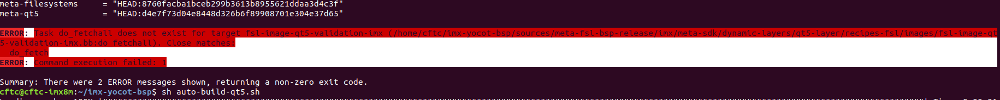 meta-filesystems     = "HEAD:8760facba1bceb299b3613b8955621ddaa3d4c3f"
meta-qt5             = "HEAD:d4e7f73d04e8448d326b6f89908701e304e37d65"
ERROR: Task do_fetchall does not exist for target fsl-image-qt5-validation-imx (/home/cftc/imx-yocot-bsp/sources/meta-fsl-bsp-release/imx/meta-sdk/dynamic-layers/qt5-layer/recipes-fsl/images/fsl-image-qt
5-validation-imx.bb:do_fetchall). Close matches:
  do_fetch
ERROR: Command execution failed: 1
Summary: There were 2 ERROR messages shown, returning a non-zero exit code.
cftc@cftc-imx8m:~/imx-yocot-bsp$ sh auto-build-qt5.sh